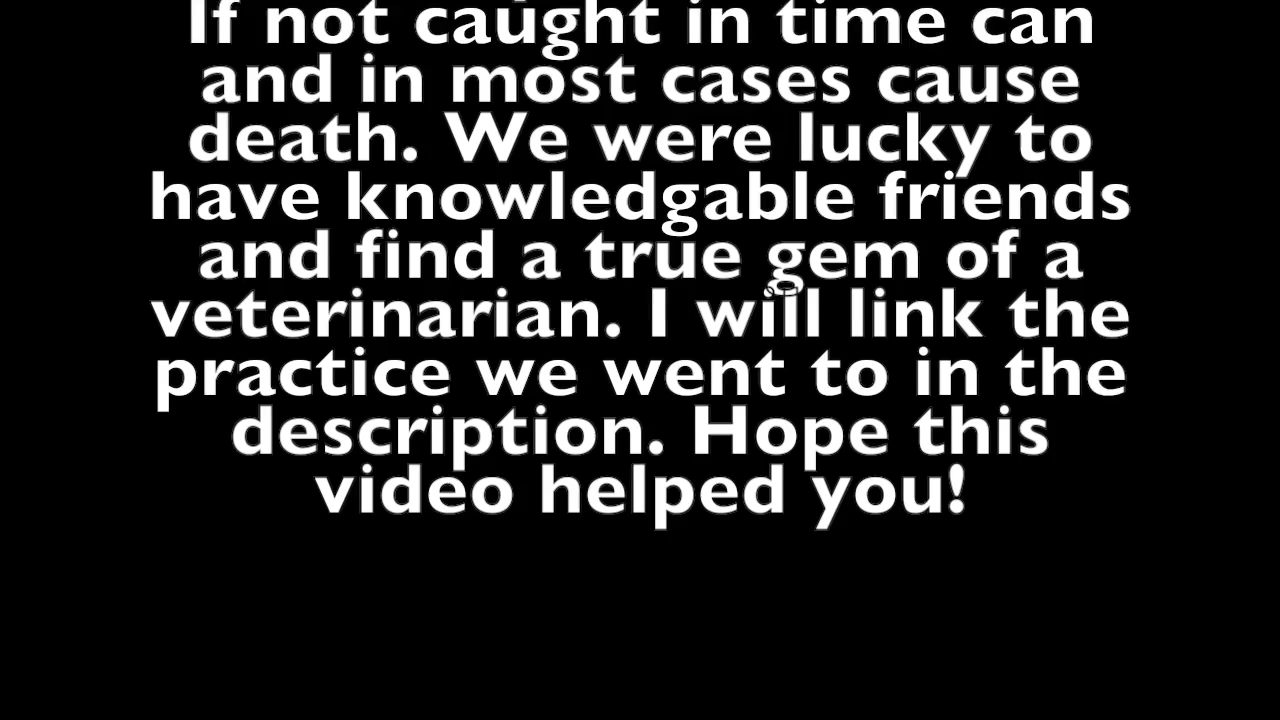 If not caught in time can
and in most cases cause
death. We were lucky to
have knowledgable friends
and find a true gem of a
veterinarian. I will link the
practice we went to in the
description. Hope this
video helped you!